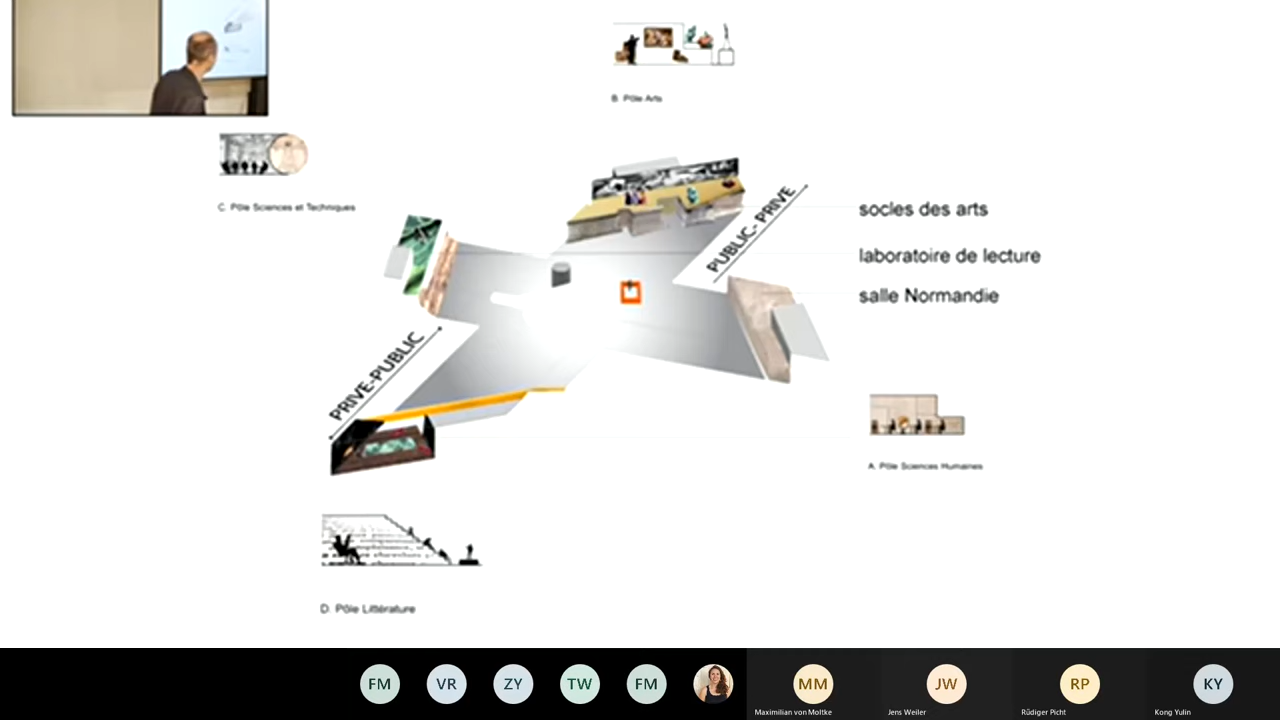 B. Pôle Arts
C. Pôle Sciences et Techniques
PUBLIC-PRIVE
socles des arts
laboratoire de lecture
salle Normandie
PRIVE-PUBLIC
A. Pôle Sciences Humaines
D. Pôle Littérature
FM
VR
ZY
TW
FM
MM
JW
RP
KY
Maximilian von Moltke
Jens Weiler
Rüdiger Picht
Kong Yulin